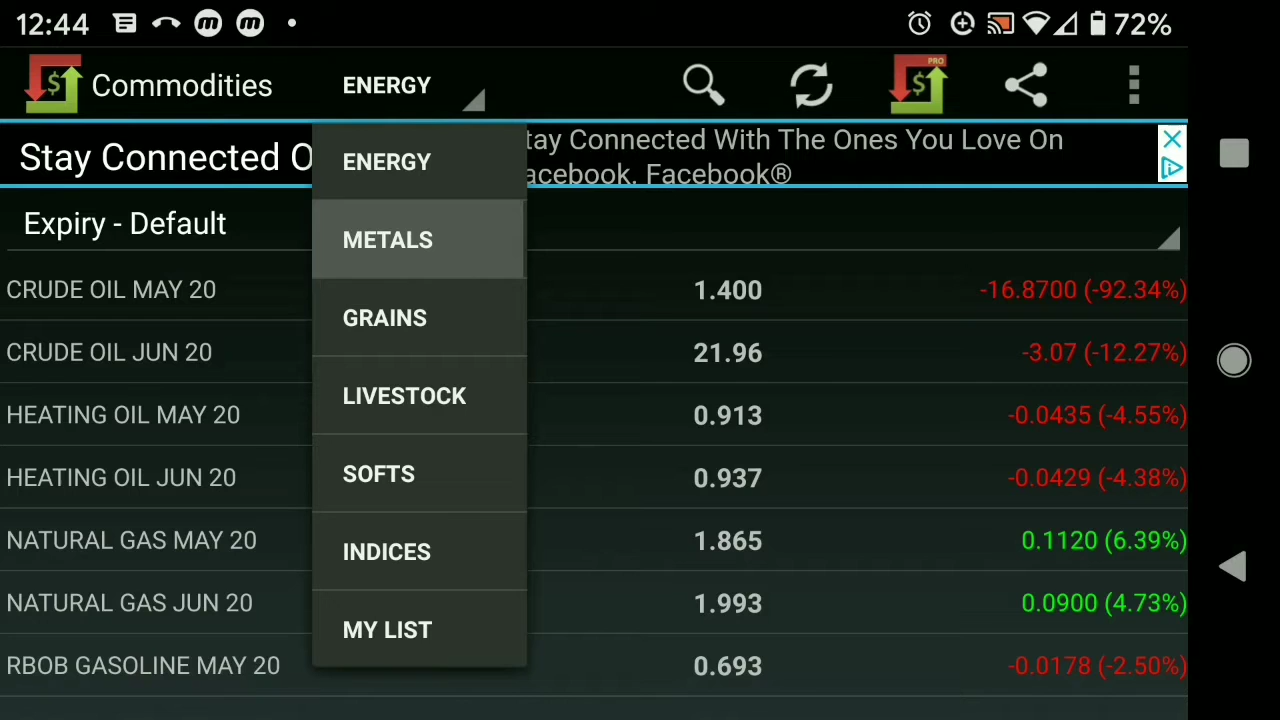 12:44 72%
$ Commodities ENERGY PRO $
Stay Connected O tay Connected With The Ones You Love On
acebook. Facebook®
ENERGY
METALS
GRAINS
LIVESTOCK
SOFTS
INDICES
MY LIST
Expiry - Default
CRUDE OIL MAY 20 1.400 -16.8700 (-92.34%)
CRUDE OIL JUN 20 21.96 -3.07 (-12.27%)
HEATING OIL MAY 20 0.913 -0.0435 (-4.55%)
HEATING OIL JUN 20 0.937 -0.0429 (-4.38%)
NATURAL GAS MAY 20 1.865 0.1120 (6.39%)
NATURAL GAS JUN 20 1.993 0.0900 (4.73%)
RBOB GASOLINE MAY 20 0.693 -0.0178 (-2.50%)